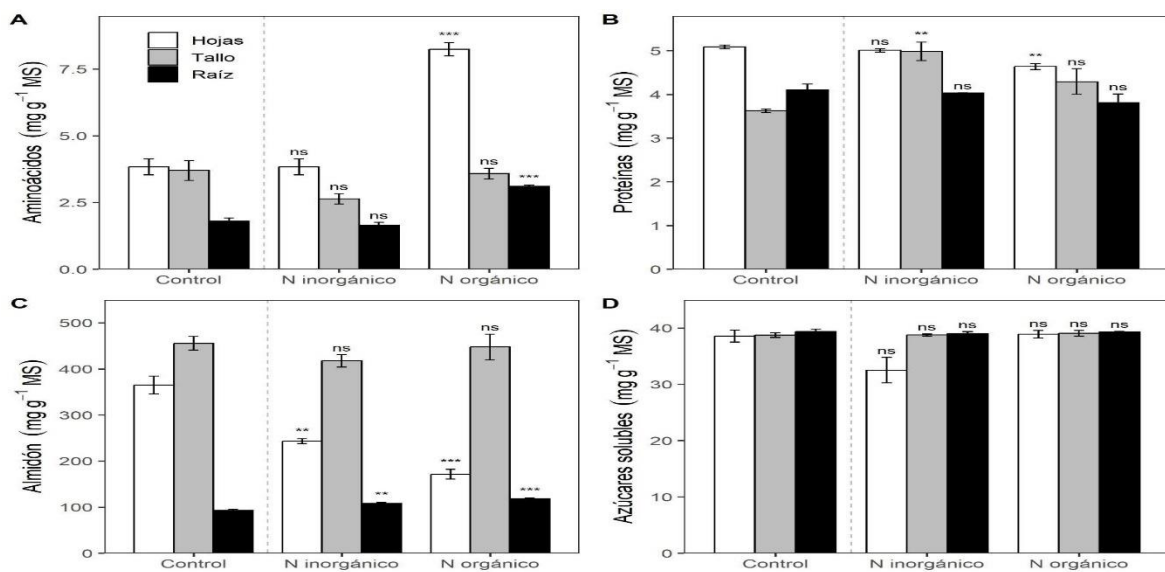 A
Aminoácidos (mg g⁻¹ MS)
7.5
5.0
2.5
0.0
Hojas
Tallo
Raíz
ns
ns
ns
***
ns
***
Control
N inorgánico
N orgánico
B
Proteínas (mg g⁻¹ MS)
5
4
3
2
1
0
ns
**
ns
**
ns
ns
Control
N inorgánico
N orgánico
C
Almidón (mg g⁻¹ MS)
500
400
300
200
100
0
**
ns
**
***
ns
***
Control
N inorgánico
N orgánico
D
Azúcares solubles (mg g⁻¹ MS)
40
30
20
10
0
ns
ns
ns
ns
ns
ns
Control
N inorgánico
N orgánico